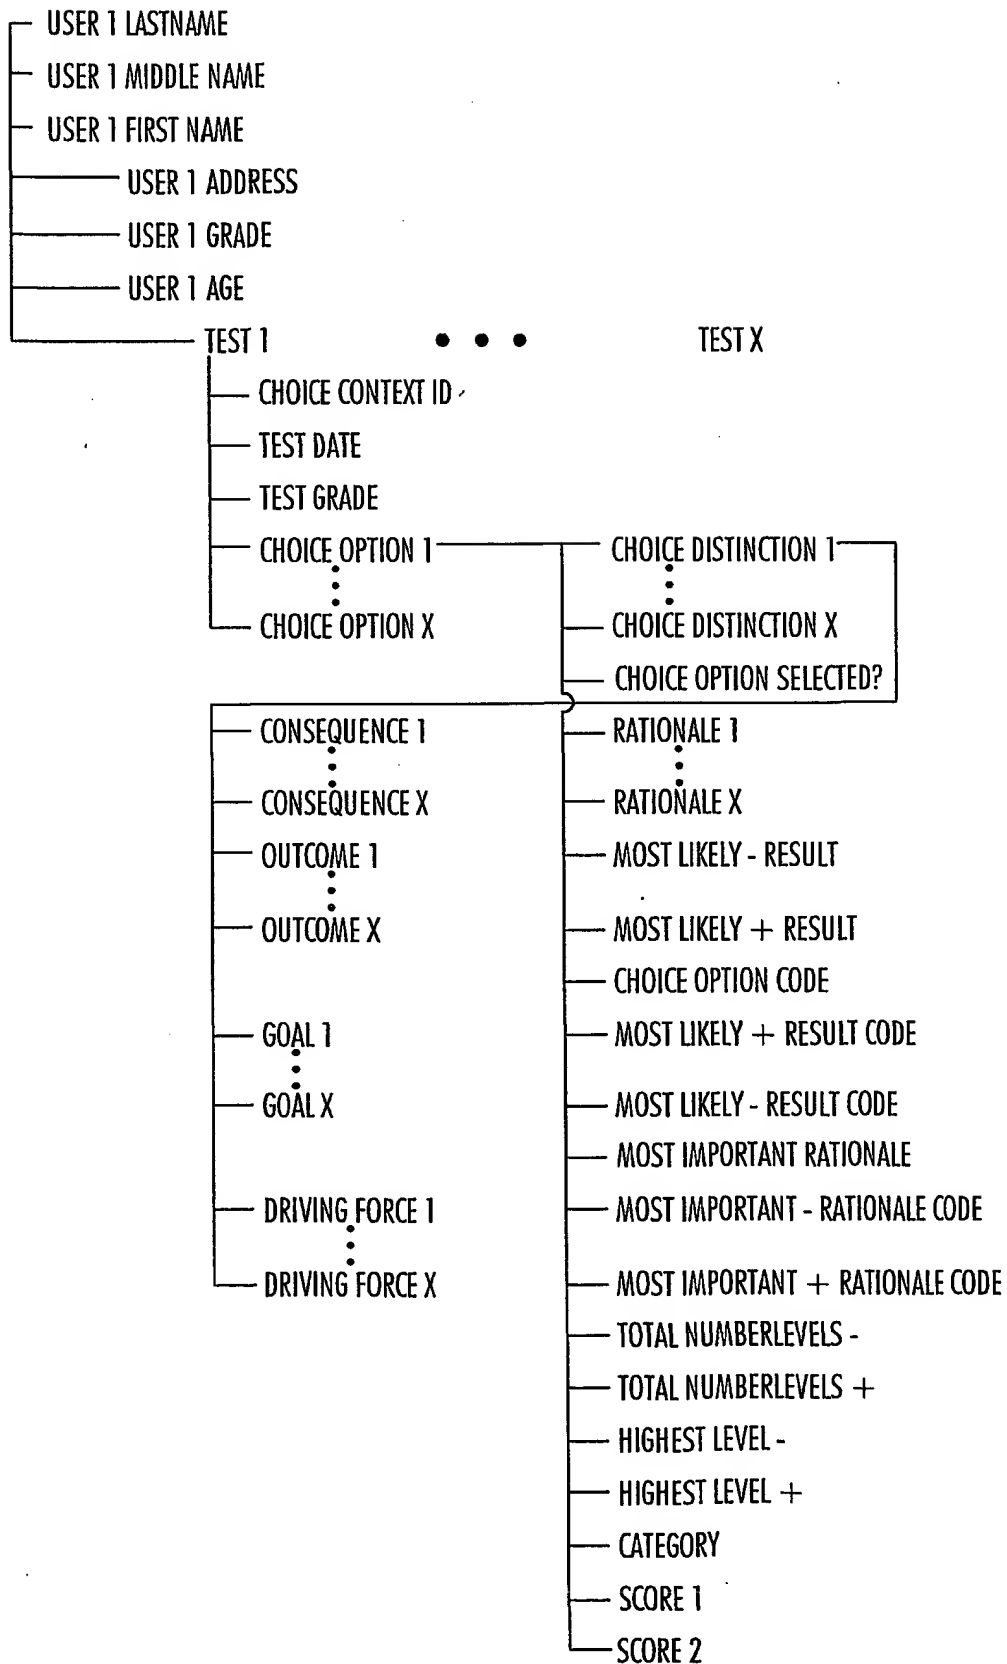 USER 1 LASTNAME
USER 1 MIDDLE NAME
USER 1 FIRST NAME
USER 1 ADDRESS
USER 1 GRADE
USER 1 AGE
TEST 1 • • • TEST X
CHOICE CONTEXT ID
TEST DATE
TEST GRADE
CHOICE OPTION 1
CHOICE OPTION X
CHOICE DISTINCTION 1
CHOICE DISTINCTION X
CHOICE OPTION SELECTED?
CONSEQUENCE 1
CONSEQUENCE X
OUTCOME 1
OUTCOME X
GOAL 1
GOAL X
DRIVING FORCE 1
DRIVING FORCE X
RATIONALE 1
RATIONALE X
MOST LIKELY - RESULT
MOST LIKELY + RESULT
CHOICE OPTION CODE
MOST LIKELY + RESULT CODE
MOST LIKELY - RESULT CODE
MOST IMPORTANT RATIONALE
MOST IMPORTANT - RATIONALE CODE
MOST IMPORTANT + RATIONALE CODE
TOTAL NUMBERLEVELS -
TOTAL NUMBERLEVELS +
HIGHEST LEVEL -
HIGHEST LEVEL +
CATEGORY
SCORE 1
SCORE 2